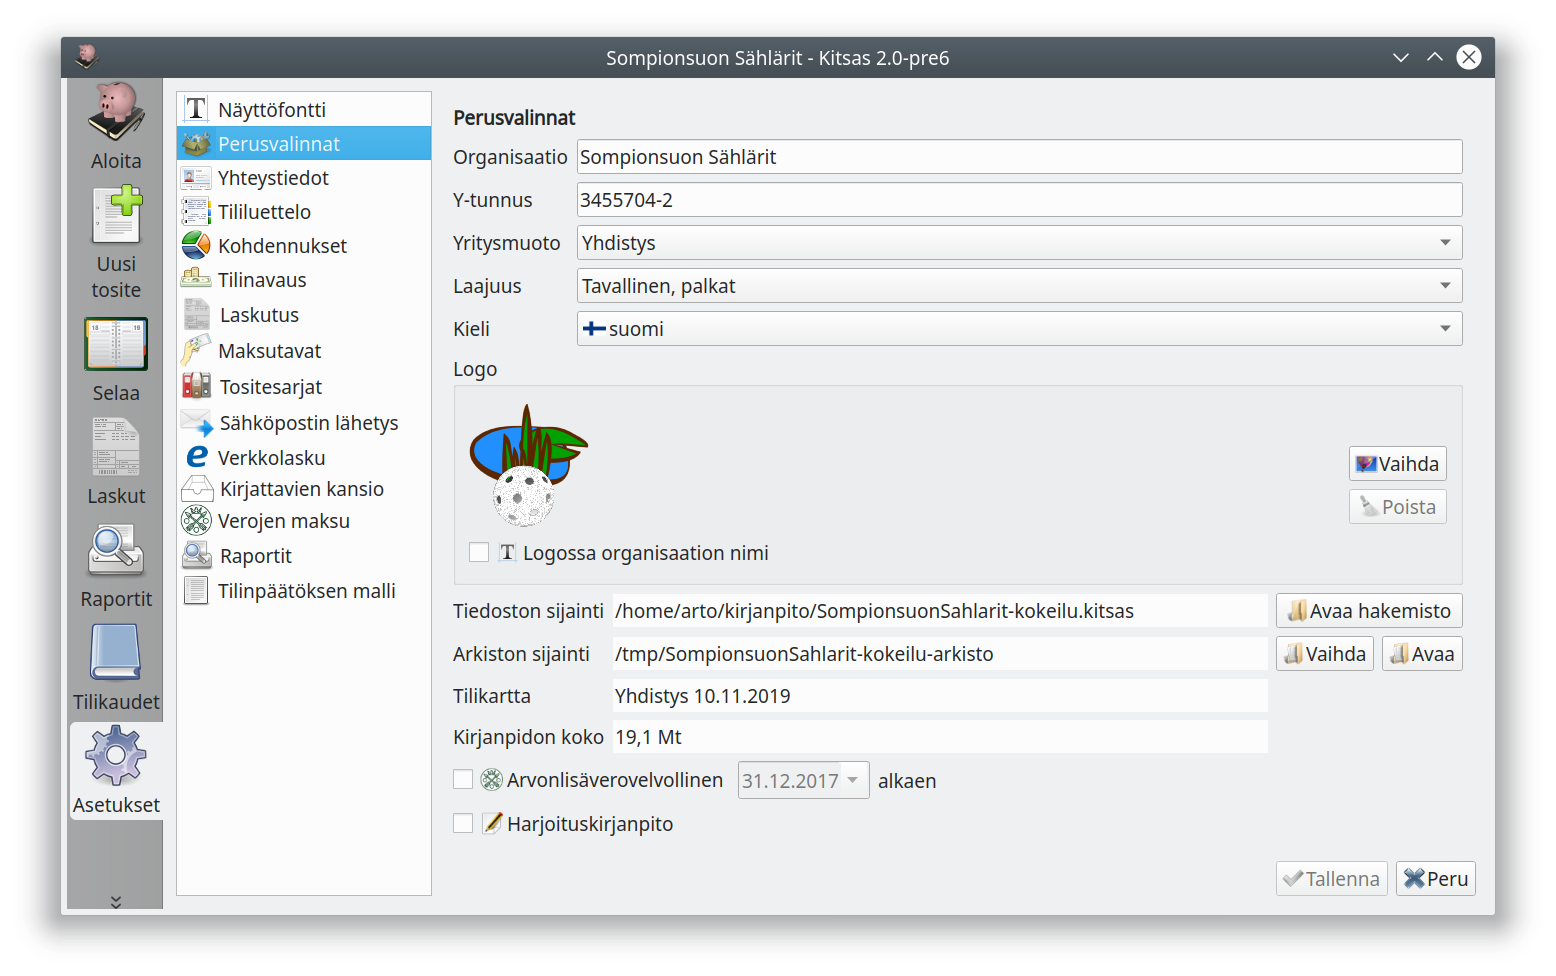 Sompionsuon Sählärit - Kitsas 2.0-pre6
Aloita
Uusi
tosite
Selaa
Laskut
Raportit
Tilikaudet
Asetukset
Näyttöfontti
Perusvalinnat
Yhteystiedot
Tililuettelo
Kohdennukset
Tilinavaus
Laskutus
Maksutavat
Tositesarjat
Sähköpostin lähetys
Verkkolasku
Kirjattavien kansio
Verojen maksu
Raportit
Tilinpäätöksen malli
Perusvalinnat
Organisaatio Sompionsuon Sählärit
Y-tunnus 3455704-2
Yritysmuoto Yhdistys
Laajuus Tavallinen, palkat
Kieli suomi
Logo
Vaihda
Poista
Logossa organisaation nimi
Tiedoston sijainti /home/arto/kirjanpito/SompionsuonSahlarit-kokeilu.kitsas Avaa hakemisto
Arkiston sijainti /tmp/SompionsuonSahlarit-kokeilu-arkisto Vaihda Avaa
Tilikartta Yhdistys 10.11.2019
Kirjanpidon koko 19,1 Mt
Arvonlisäverovelvollinen 31.12.2017 alkaen
Harjoituskirjanpito
Tallenna Peru